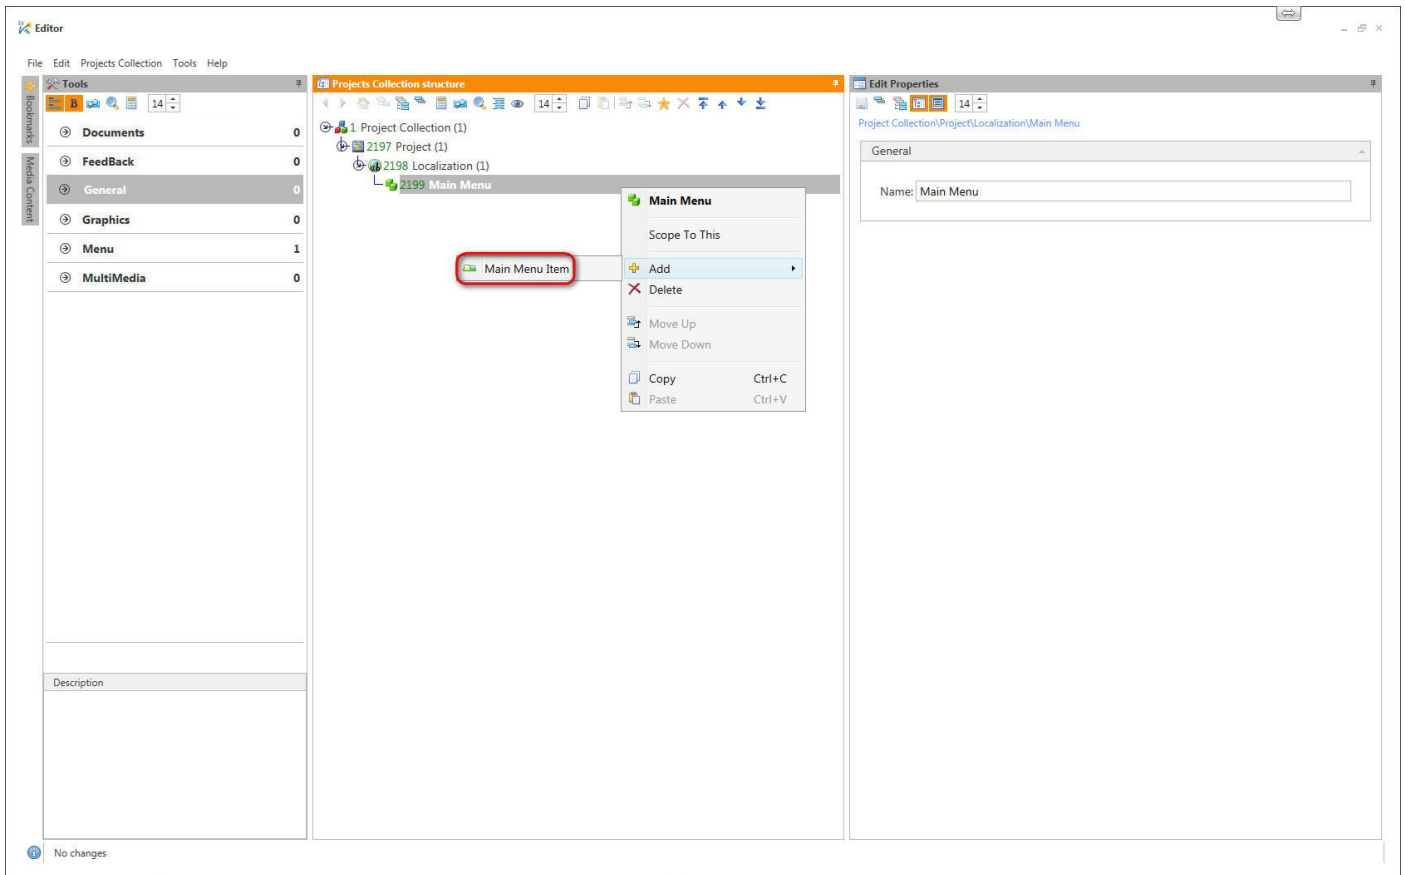 Editor
File Edit Projects Collection Tools Help
Bookmarks
Media Content
Tools
B 14
Documents 0
FeedBack 0
General 0
Graphics 0
Menu 1
MultiMedia 0
Description
Projects Collection structure
14
1 Project Collection (1)
2197 Project (1)
2198 Localization (1)
2199 Main Menu
Main Menu
Scope To This
Main Menu Item
Add
Delete
Move Up
Move Down
Copy Ctrl+C
Paste Ctrl+V
Edit Properties
14
Project Collection\Project\Localization\Main Menu
General
Name: Main Menu
No changes